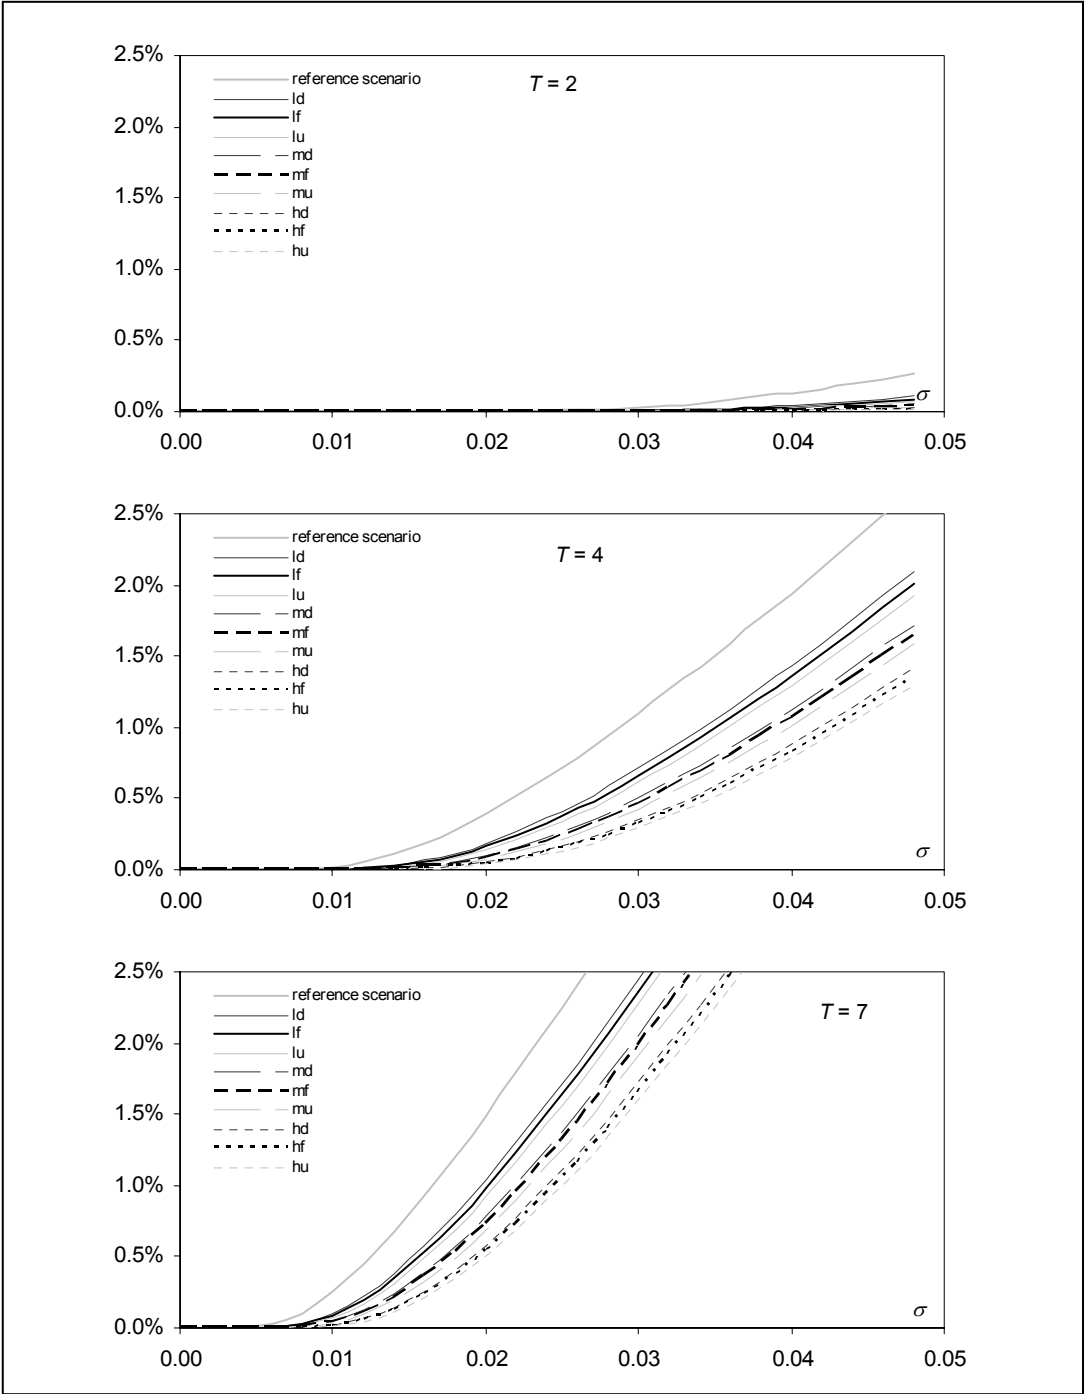 2.5%
reference scenario
T = 2
ld
lf
2.0%
lu
md
mf
1.5%
mu
hd
hf
hu
1.0%
0.5%
σ
0.0%
0.00 0.01 0.02 0.03 0.04 0.05
2.5%
reference scenario
T = 4
ld
lf
2.0%
lu
md
mf
1.5%
mu
hd
hf
hu
1.0%
0.5%
σ
0.0%
0.00 0.01 0.02 0.03 0.04 0.05
2.5%
reference scenario
T = 7
ld
lf
2.0%
lu
md
mf
1.5%
mu
hd
hf
hu
1.0%
0.5%
σ
0.0%
0.00 0.01 0.02 0.03 0.04 0.05